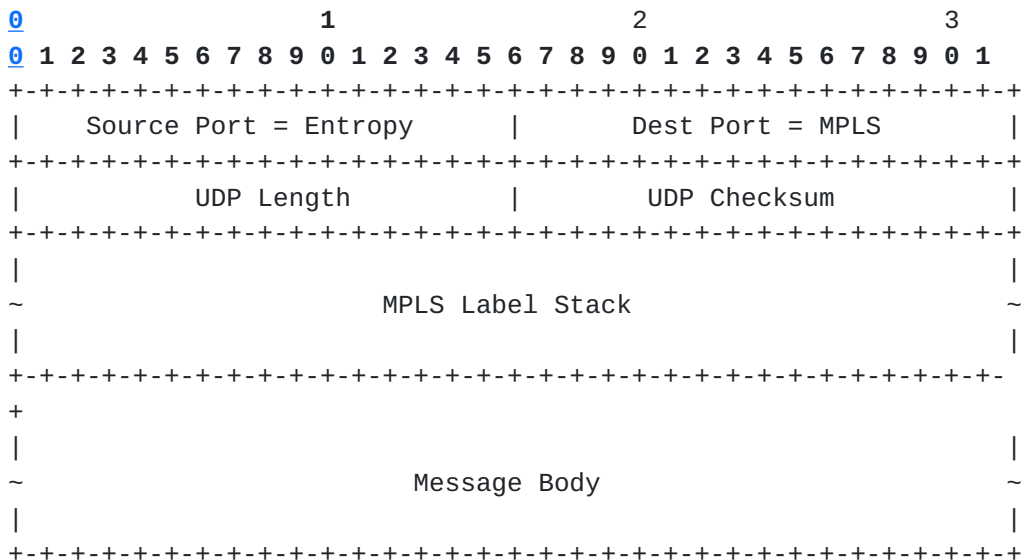 0                   1                   2                   3
0 1 2 3 4 5 6 7 8 9 0 1 2 3 4 5 6 7 8 9 0 1 2 3 4 5 6 7 8 9 0 1
+-+-+-+-+-+-+-+-+-+-+-+-+-+-+-+-+-+-+-+-+-+-+-+-+-+-+-+-+-+-+-+-+
|    Source Port = Entropy      |       Dest Port = MPLS        |
+-+-+-+-+-+-+-+-+-+-+-+-+-+-+-+-+-+-+-+-+-+-+-+-+-+-+-+-+-+-+-+-+
|           UDP Length          |        UDP Checksum           |
+-+-+-+-+-+-+-+-+-+-+-+-+-+-+-+-+-+-+-+-+-+-+-+-+-+-+-+-+-+-+-+-+
|                                                               |
~                       MPLS Label Stack                        ~
|                                                               |
+-+-+-+-+-+-+-+-+-+-+-+-+-+-+-+-+-+-+-+-+-+-+-+-+-+-+-+-+-+-+-+-
+
|                                                               |
~                         Message Body                          ~
|                                                               |
+-+-+-+-+-+-+-+-+-+-+-+-+-+-+-+-+-+-+-+-+-+-+-+-+-+-+-+-+-+-+-+-+